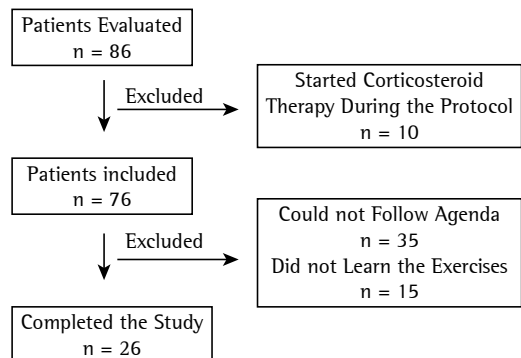 Patients Evaluated
n = 86
Excluded
Started Corticosteroid
Therapy During the Protocol
n = 10
Patients included
n = 76
Excluded
Could not Follow Agenda
n = 35
Did not Learn the Exercises
n = 15
Completed the Study
n = 26